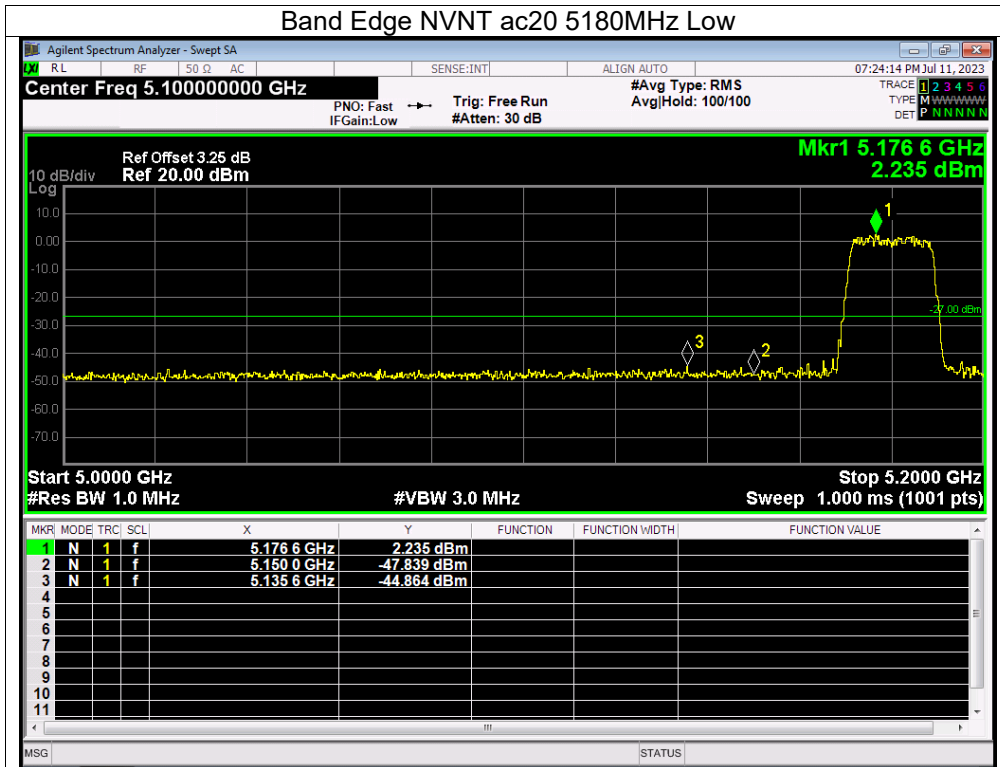 Band Edge NVNT ac20 5180MHz Low
Agilent Spectrum Analyzer - Swept SA
LXI RL RF 50 Ω AC SENSE:INT ALIGN AUTO 07:24:14 PM Jul 11, 2023
Center Freq 5.100000000 GHz #Avg Type: RMS TRACE 1 2 3 4 5 6
PNO: Fast Trig: Free Run Avg|Hold: 100/100 TYPE M WWWWW
IFGain:Low #Atten: 30 dB DET P N N N N N
Ref Offset 3.25 dB Mkr1 5.176 6 GHz
10 dB/div Ref 20.00 dBm 2.235 dBm
Log
10.0
1
0.00
-10.0
-20.0
-27.00 dBm
-30.0
3
2
-40.0
-50.0
-60.0
-70.0
Start 5.0000 GHz Stop 5.2000 GHz
#Res BW 1.0 MHz #VBW 3.0 MHz Sweep 1.000 ms (1001 pts)
MKR MODE TRC SCL X Y FUNCTION FUNCTION WIDTH FUNCTION VALUE
1 N 1 f 5.176 6 GHz 2.235 dBm
2 N 1 f 5.150 0 GHz -47.839 dBm
3 N 1 f 5.135 6 GHz -44.864 dBm
4
5
6
7
8
9
10
11
MSG STATUS